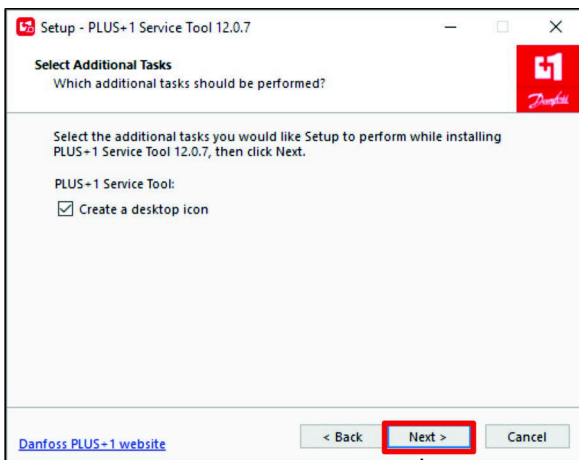 Setup - PLUS+1 Service Tool 12.0.7
Select Additional Tasks
Which additional tasks should be performed?
+1
Danfoss
Select the additional tasks you would like Setup to perform while installing
PLUS+1 Service Tool 12.0.7, then click Next.
PLUS+1 Service Tool:
Create a desktop icon
Danfoss PLUS+1 website
< Back
Next >
Cancel